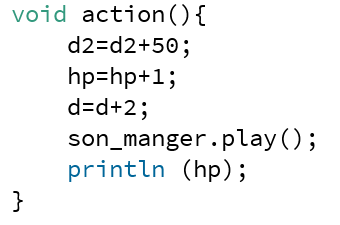 void action(){
    d2=d2+50;
    hp=hp+1;
    d=d+2;
    son_manger.play();
    println (hp);
}